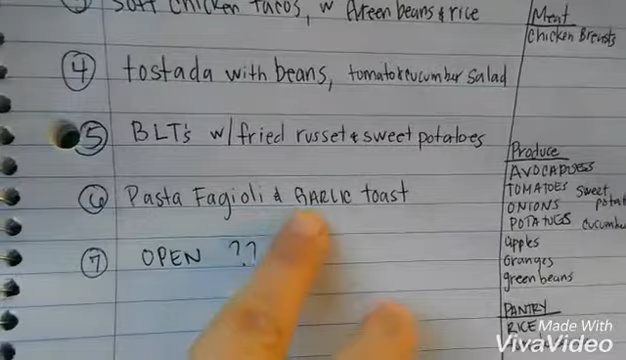 Soft Chicken Tacos, w Green beans & rice
④ tostada with beans, tomato & cucumber salad
⑤ BLT's w/ fried russet & sweet potatoes
⑥ Pasta Fagioli & GARLIC toast
⑦ OPEN ??
Meat
Chicken Breasts
Produce
AVOCADOES
TOMATOES sweet
ONIONS
POTATOES
apples
oranges
green beans
PANTRY
RICE
Made With
VivaVideo